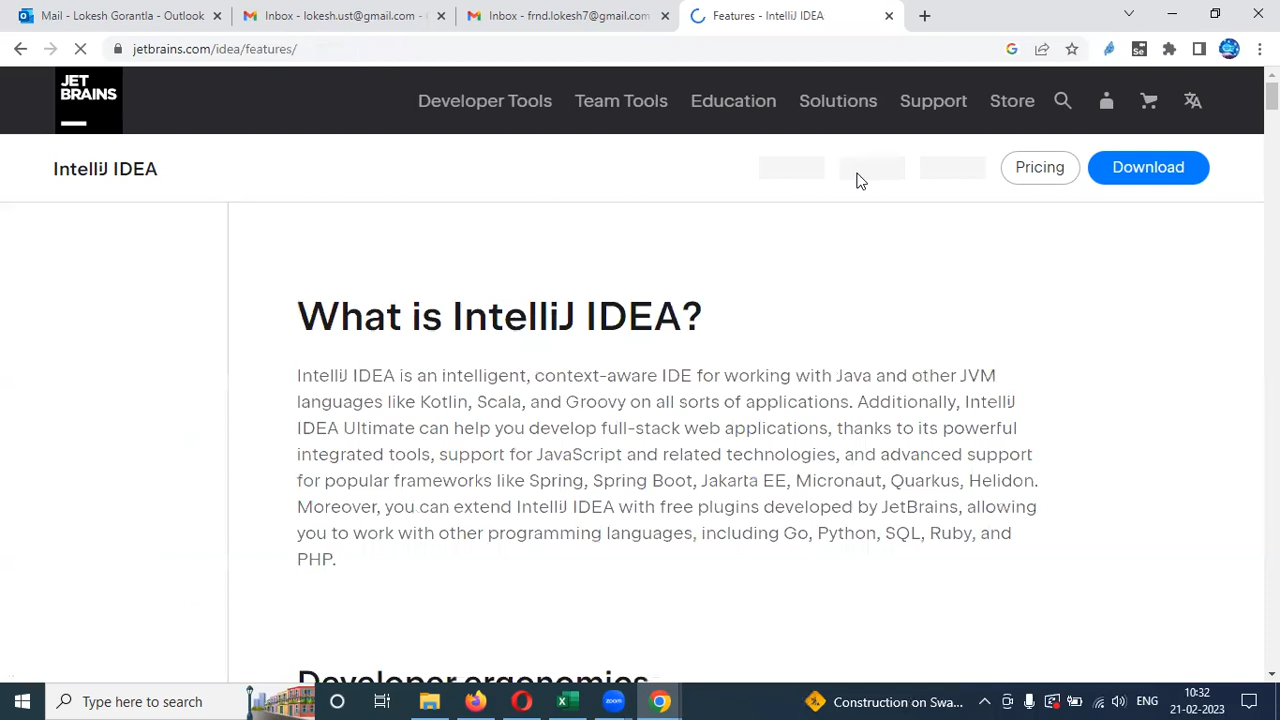 Mail - Lokesh Gorantla - Outlook
Inbox - lokesh.ust@gmail.com -
Inbox - frnd.lokesh7@gmail.com
Features - IntelliJ IDEA
jetbrains.com/idea/features/
JET
BRAINS
Developer Tools
Team Tools
Education
Solutions
Support
Store
IntelliJ IDEA
Pricing
Download
What is IntelliJ IDEA?
IntelliJ IDEA is an intelligent, context-aware IDE for working with Java and other JVM
languages like Kotlin, Scala, and Groovy on all sorts of applications. Additionally, IntelliJ
IDEA Ultimate can help you develop full-stack web applications, thanks to its powerful
integrated tools, support for JavaScript and related technologies, and advanced support
for popular frameworks like Spring, Spring Boot, Jakarta EE, Micronaut, Quarkus, Helidon.
Moreover, you can extend IntelliJ IDEA with free plugins developed by JetBrains, allowing
you to work with other programming languages, including Go, Python, SQL, Ruby, and
PHP.
Developer ergonomics
Type here to search
zoom
Construction on Swa...
ENG
10:32
21-02-2023